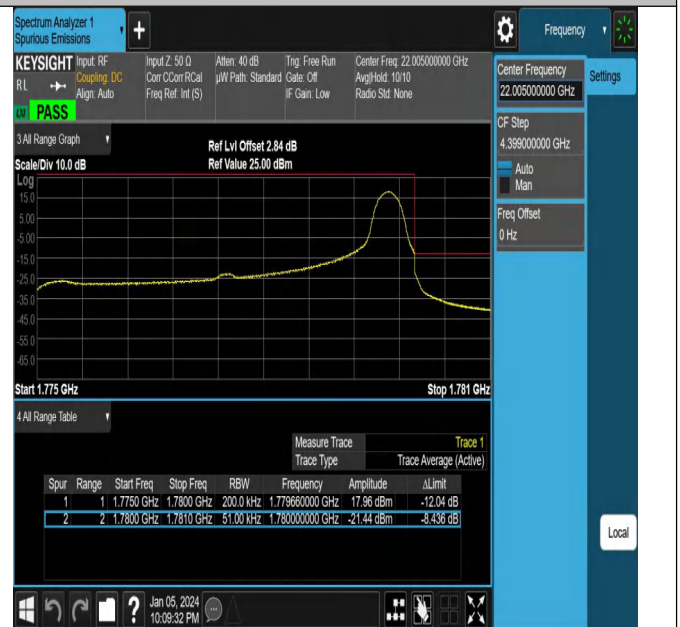 Spectrum Analyzer 1
Spurious Emissions
Frequency
KEYSIGHT Input: RF Input Z: 50 Ω Atten: 40 dB Trig: Free Run Center Freq: 22.005000000 GHz
RL Coupling: DC Corr CCorr RCal µW Path: Standard Gate: Off Avg|Hold: 10/10
Align: Auto Freq Ref: Int (S) IF Gain: Low Radio Std: None
PASS
Center Frequency
22.005000000 GHz
Settings
CF Step
4.399000000 GHz
Auto
Man
Freq Offset
0 Hz
3 All Range Graph
Ref Lvl Offset 2.84 dB
Scale/Div 10.0 dB Ref Value 25.00 dBm
Log
15.0
5.00
-5.00
-15.0
-25.0
-35.0
-45.0
-55.0
-65.0
Start 1.775 GHz Stop 1.781 GHz
4 All Range Table
Measure Trace Trace 1
Trace Type Trace Average (Active)
Spur Range Start Freq Stop Freq RBW Frequency Amplitude ΔLimit
1 1 1.7750 GHz 1.7800 GHz 200.0 kHz 1.779660000 GHz 17.96 dBm -12.04 dB
2 2 1.7800 GHz 1.7810 GHz 51.00 kHz 1.780000000 GHz -21.44 dBm -8.436 dB
Local
? Jan 05, 2024
10:09:32 PM